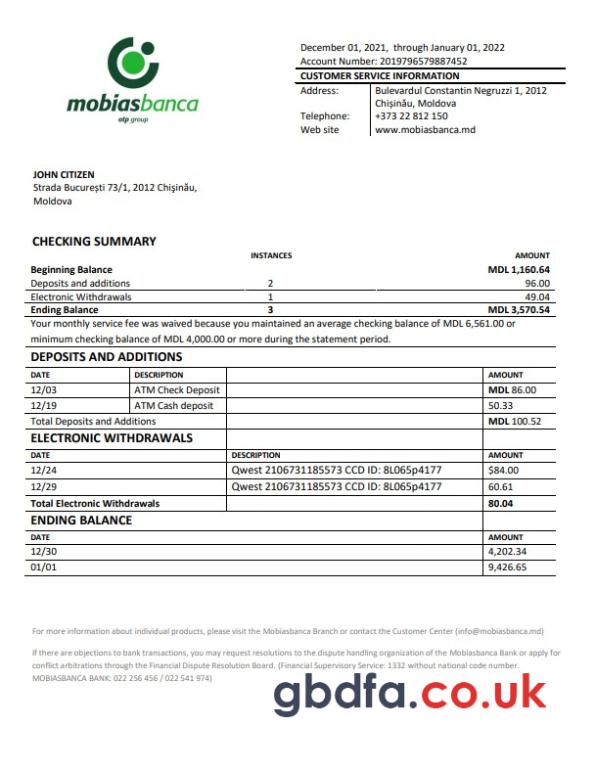 December 01, 2021, through January 01, 2022
Account Number: 2019796579887452
mobiasbanca
otp group
CUSTOMER SERVICE INFORMATION
Address: Bulevardul Constantin Negruzzi 1, 2012
Chișinău, Moldova
Telephone: +373 22 812 150
Web site www.mobiasbanca.md
JOHN CITIZEN
Strada București 73/1, 2012 Chișinău,
Moldova
CHECKING SUMMARY
INSTANCES AMOUNT
Beginning Balance MDL 1,160.64
Deposits and additions 2 96.00
Electronic Withdrawals 1 49.04
Ending Balance 3 MDL 3,570.54
Your monthly service fee was waived because you maintained an average checking balance of MDL 6,561.00 or
minimum checking balance of MDL 4,000.00 or more during the statement period.
DEPOSITS AND ADDITIONS
DATE DESCRIPTION AMOUNT
12/03 ATM Check Deposit MDL 86.00
12/19 ATM Cash deposit 50.33
Total Deposits and Additions MDL 100.52
ELECTRONIC WITHDRAWALS
DATE DESCRIPTION AMOUNT
12/24 Qwest 2106731185573 CCD ID: 8L065p4177 $84.00
12/29 Qwest 2106731185573 CCD ID: 8L065p4177 60.61
Total Electronic Withdrawals 80.04
ENDING BALANCE
DATE AMOUNT
12/30 4,202.34
01/01 9,426.65
For more information about individual products, please visit the Mobiasbanca Branch or contact the Customer Center (info@mobiasbanca.md)
If there are objections to bank transactions, you may request resolutions to the dispute handling organization of the Mobiasbanca Bank or apply for
conflict arbitrations through the Financial Dispute Resolution Board. (Financial Supervisory Service: 1332 without national code number.
MOBIASBANCA BANK: 022 256 456 / 022 541 974)
gbdfa.co.uk